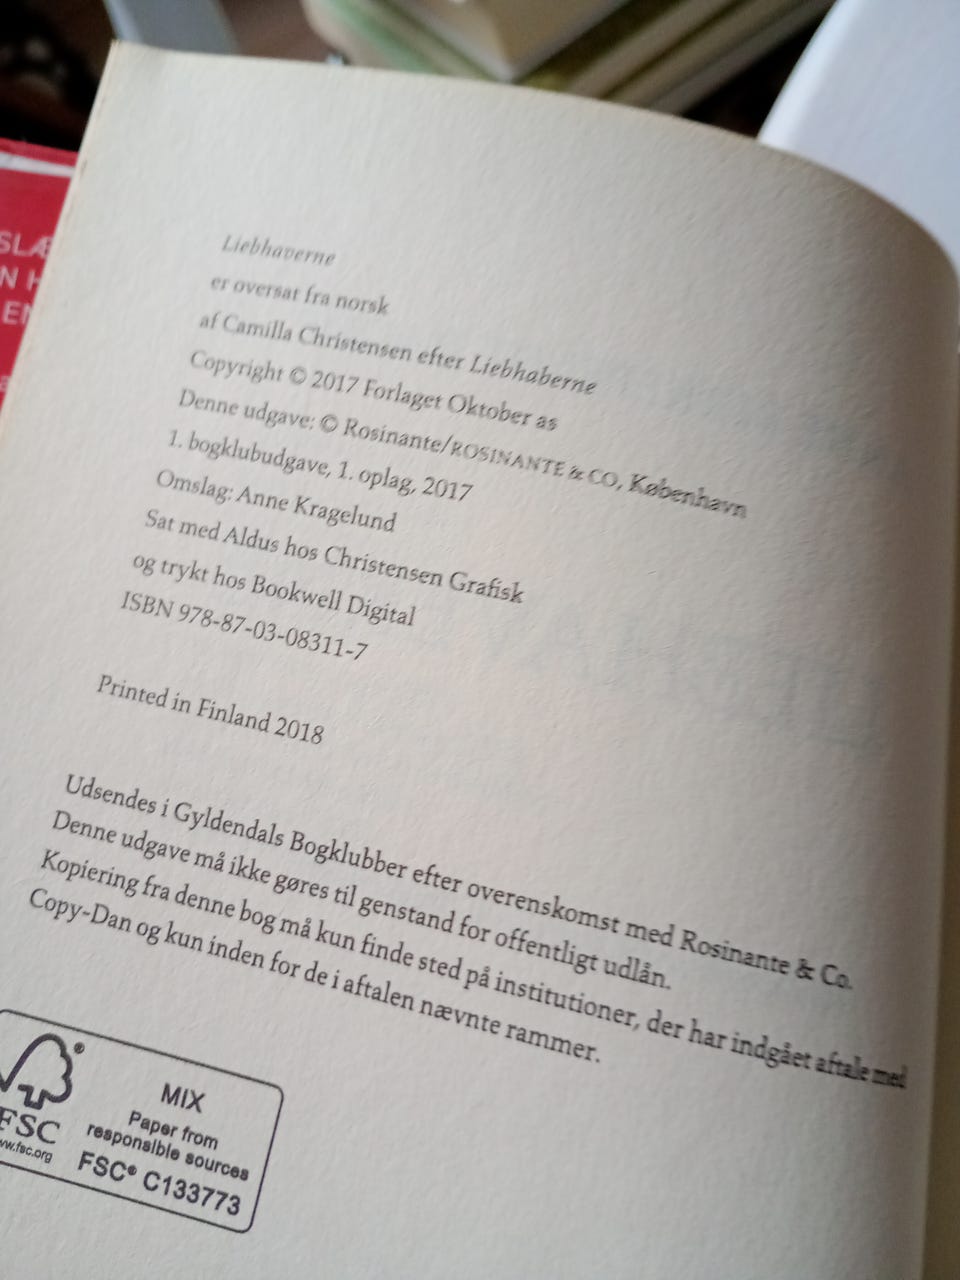 Liebhaverne
er oversat fra norsk
af Camilla Christensen efter Liebhaberne
Copyright © 2017 Forlaget Oktober as
Denne udgave: © Rosinante/ROSINANTE & CO, København
1. bogklubudgave, 1. oplag, 2017
Omslag: Anne Kragelund
Sat med Aldus hos Christensen Grafisk
og trykt hos Bookwell Digital
ISBN 978-87-03-08311-7
Printed in Finland 2018
Udsendes i Gyldendals Bogklubber efter overenskomst med Rosinante & Co.
Denne udgave må ikke gøres til genstand for offentligt udlån.
Kopiering fra denne bog må kun finde sted på institutioner, der har indgået aftale med
Copy-Dan og kun inden for de i aftalen nævnte rammer.
®
FSC
www.fsc.org
MIX
Paper from
responsible sources
FSC® C133773